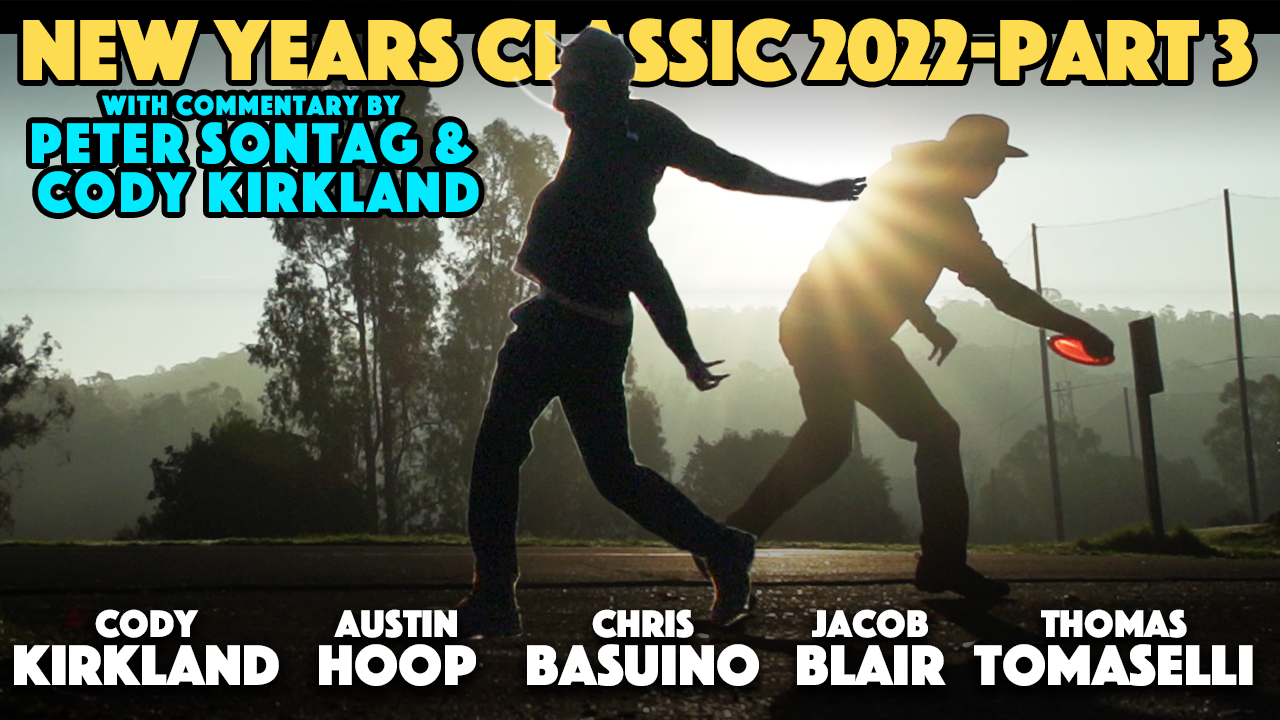 NEW YEARS CLASSIC 2022-PART 3
WITH COMMENTARY BY
PETER SONTAG &
CODY KIRKLAND
CODY
KIRKLAND
AUSTIN
HOOP
CHRIS
BASUINO
JACOB
BLAIR
THOMAS
TOMASELLI